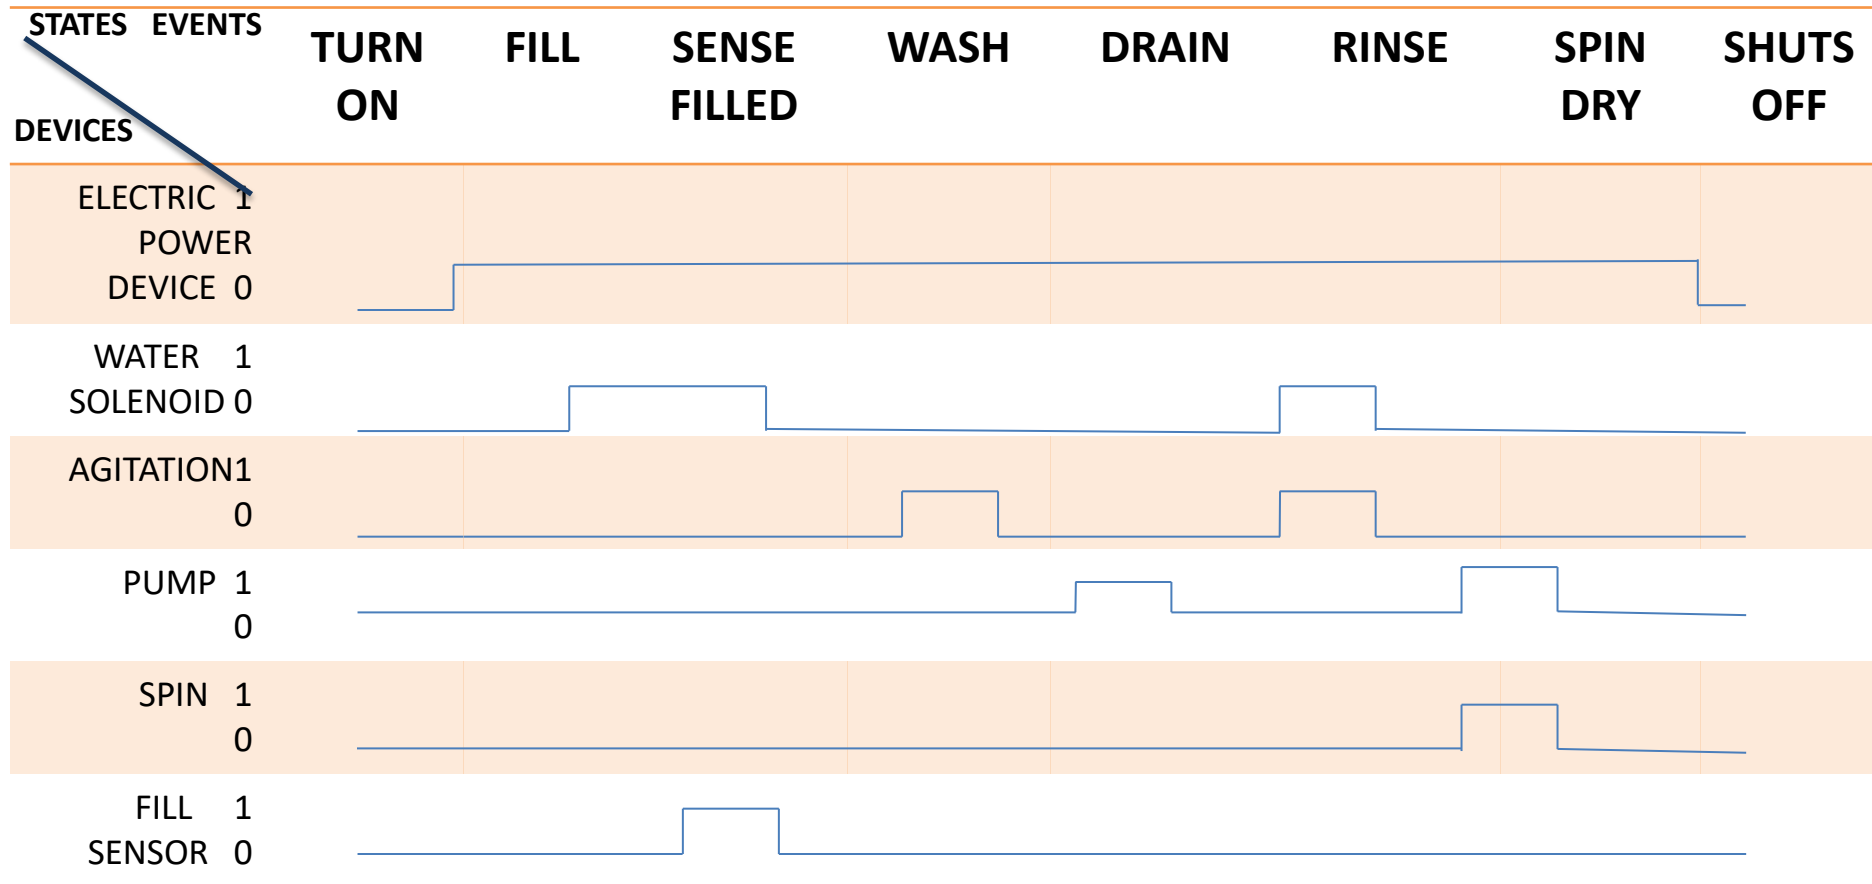 STATES EVENTS
DEVICES
TURN
ON
FILL
SENSE
FILLED
WASH
DRAIN
RINSE
SPIN
DRY
SHUTS
OFF
ELECTRIC 1
POWER
DEVICE 0
WATER 1
SOLENOID 0
AGITATION1
0
PUMP 1
0
SPIN 1
0
FILL 1
SENSOR 0